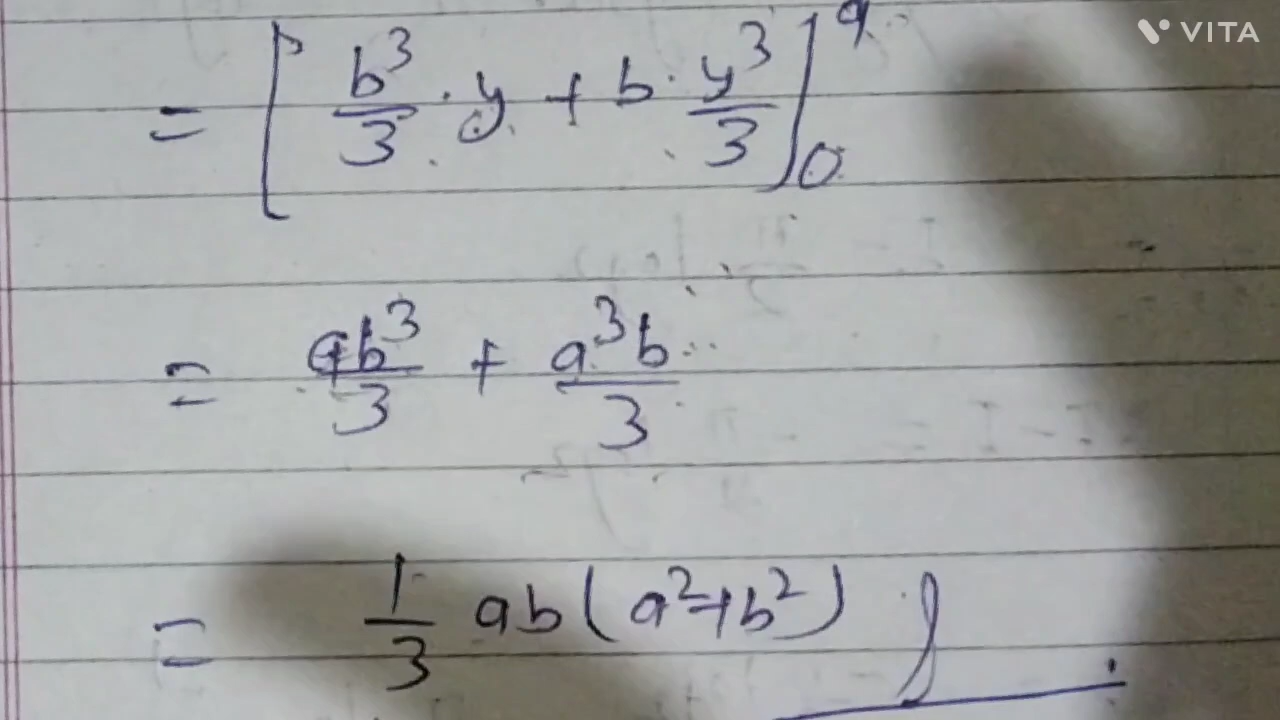 VITA
= [ b³/3 · y + b · y³/3 ]₀ᵃ
= ab³/3 + a³b/3
= 1/3 ab(a²+b²)